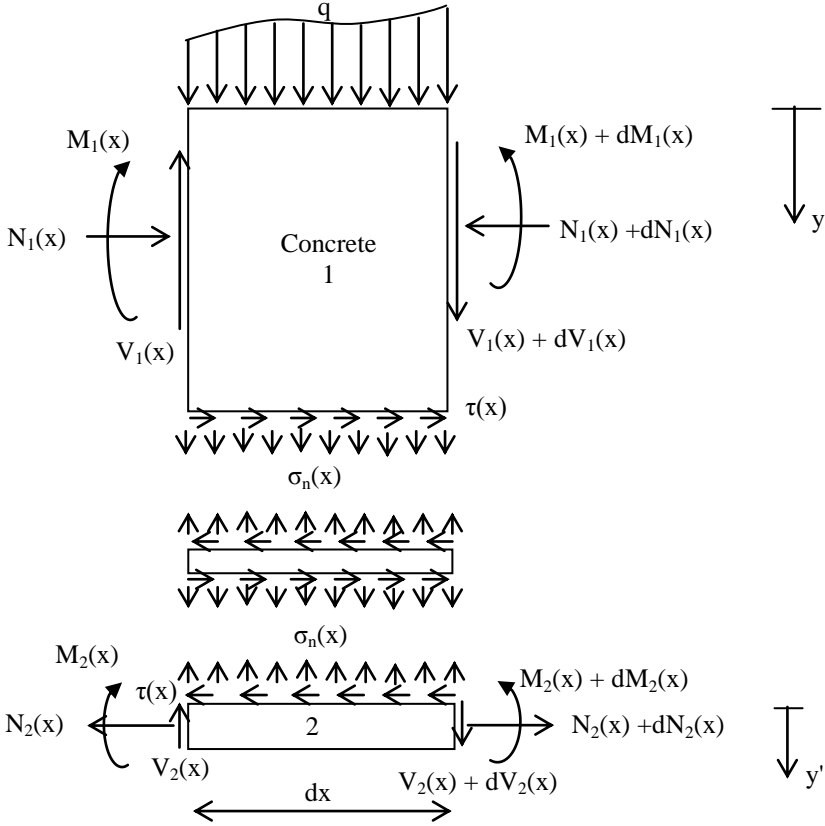 q
M₁(x)
M₁(x) + dM₁(x)
y
N₁(x)
N₁(x) +dN₁(x)
Concrete
1
V₁(x)
V₁(x) + dV₁(x)
τ(x)
σₙ(x)
σₙ(x)
M₂(x)
τ(x)
M₂(x) + dM₂(x)
N₂(x)
2
N₂(x) +dN₂(x)
V₂(x)
V₂(x) + dV₂(x)
y'
dx